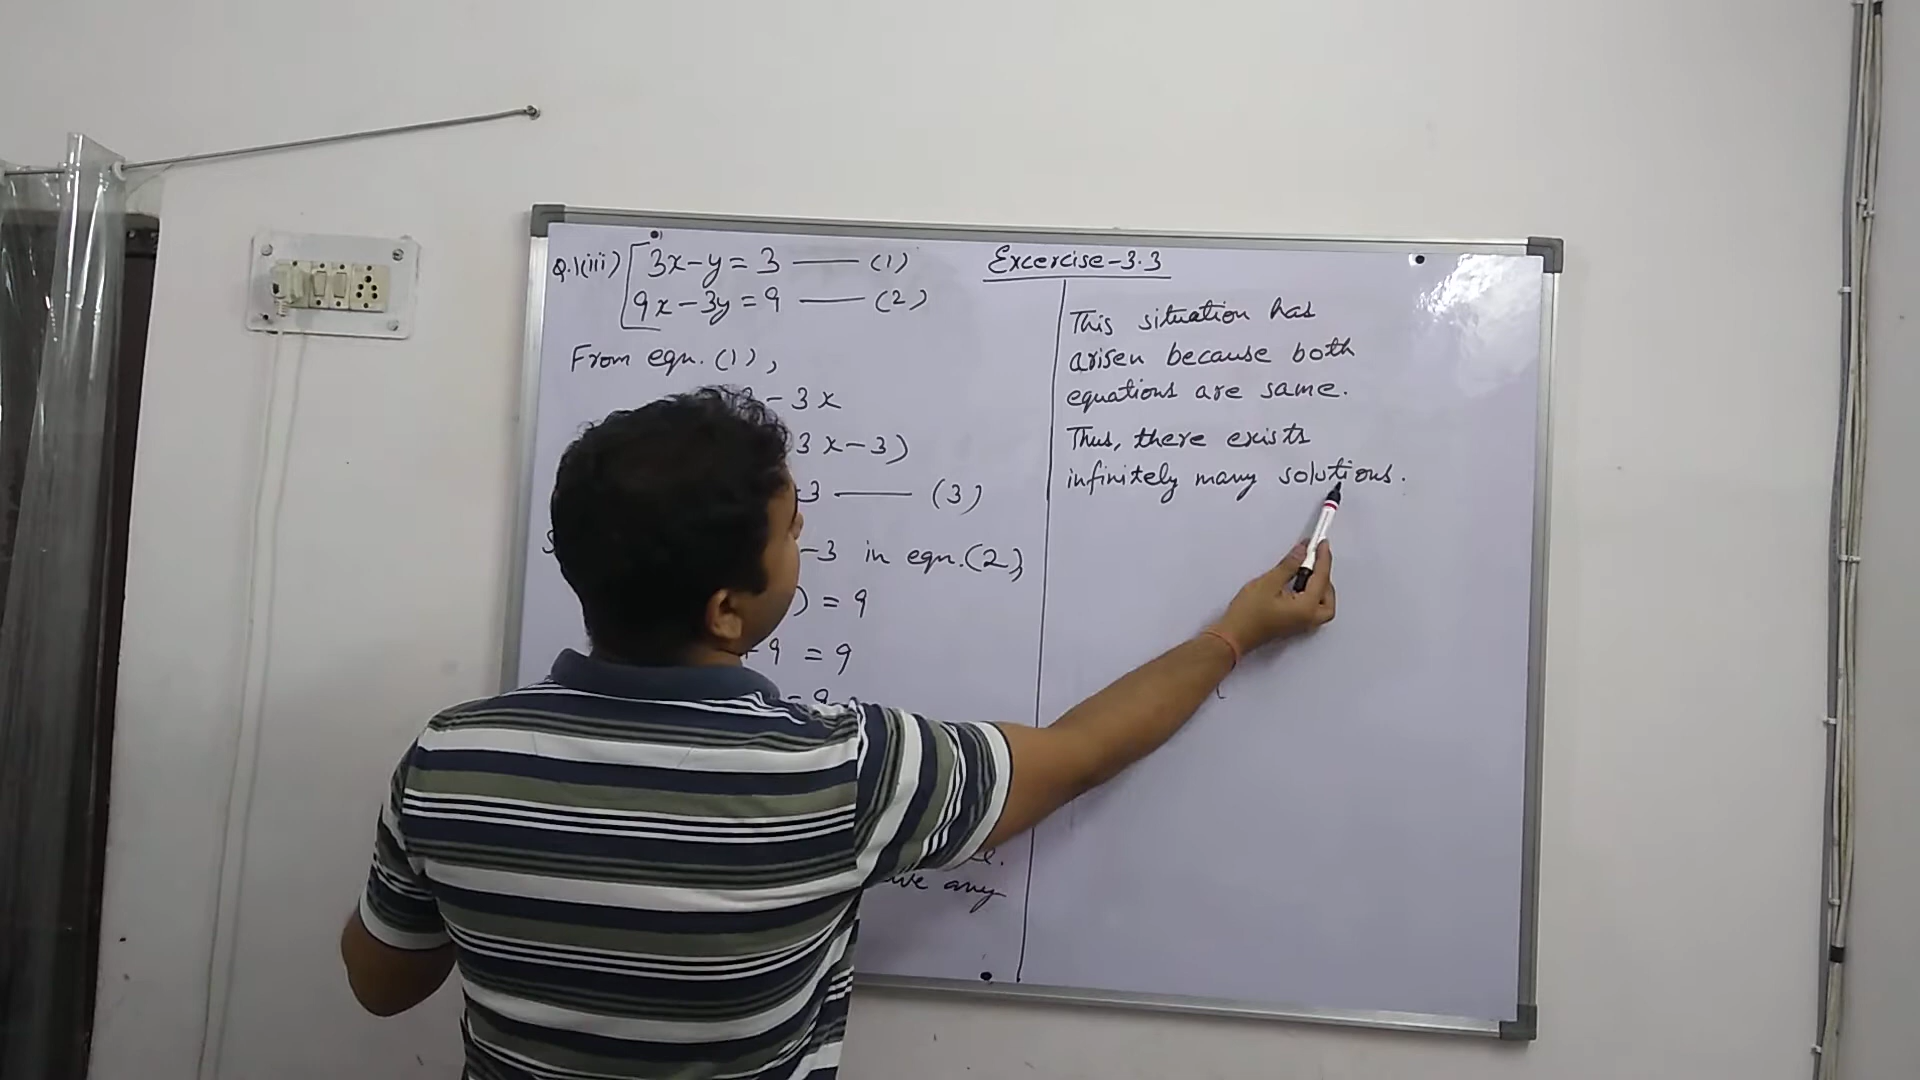 Q.1(iii) 3x-y = 3 —— (1)
9x-3y = 9 —— (2)
From eqn. (1),
- 3x
3x-3)
-3 —— (3)
-3 in eqn.(2),
) = 9
+9 = 9
= 9
any
Excercise-3.3
This situation has
arisen because both
equations are same.
Thus, there exists
infinitely many solutions.